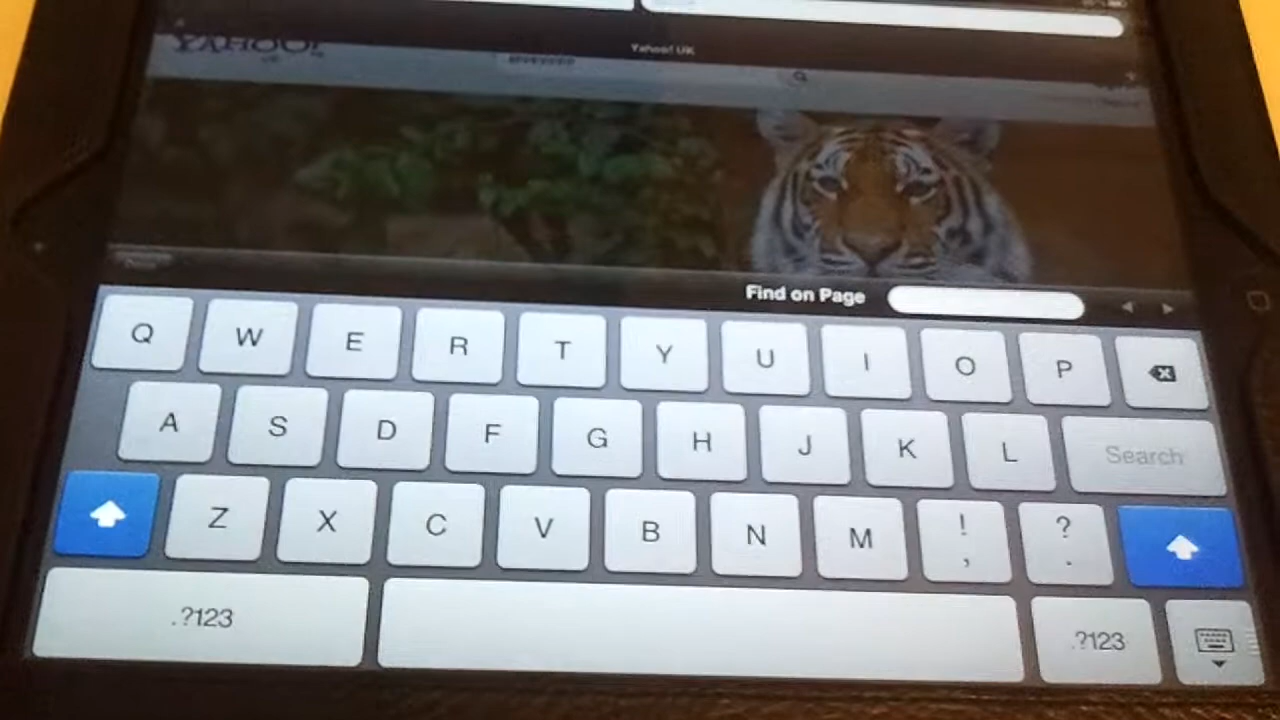 YAHOO!
Yahoo! UK
Find on Page
Q W E R T Y U I O P
A S D F G H J K L Search
Z X C V B N M ! , ? .
.?123 .?123